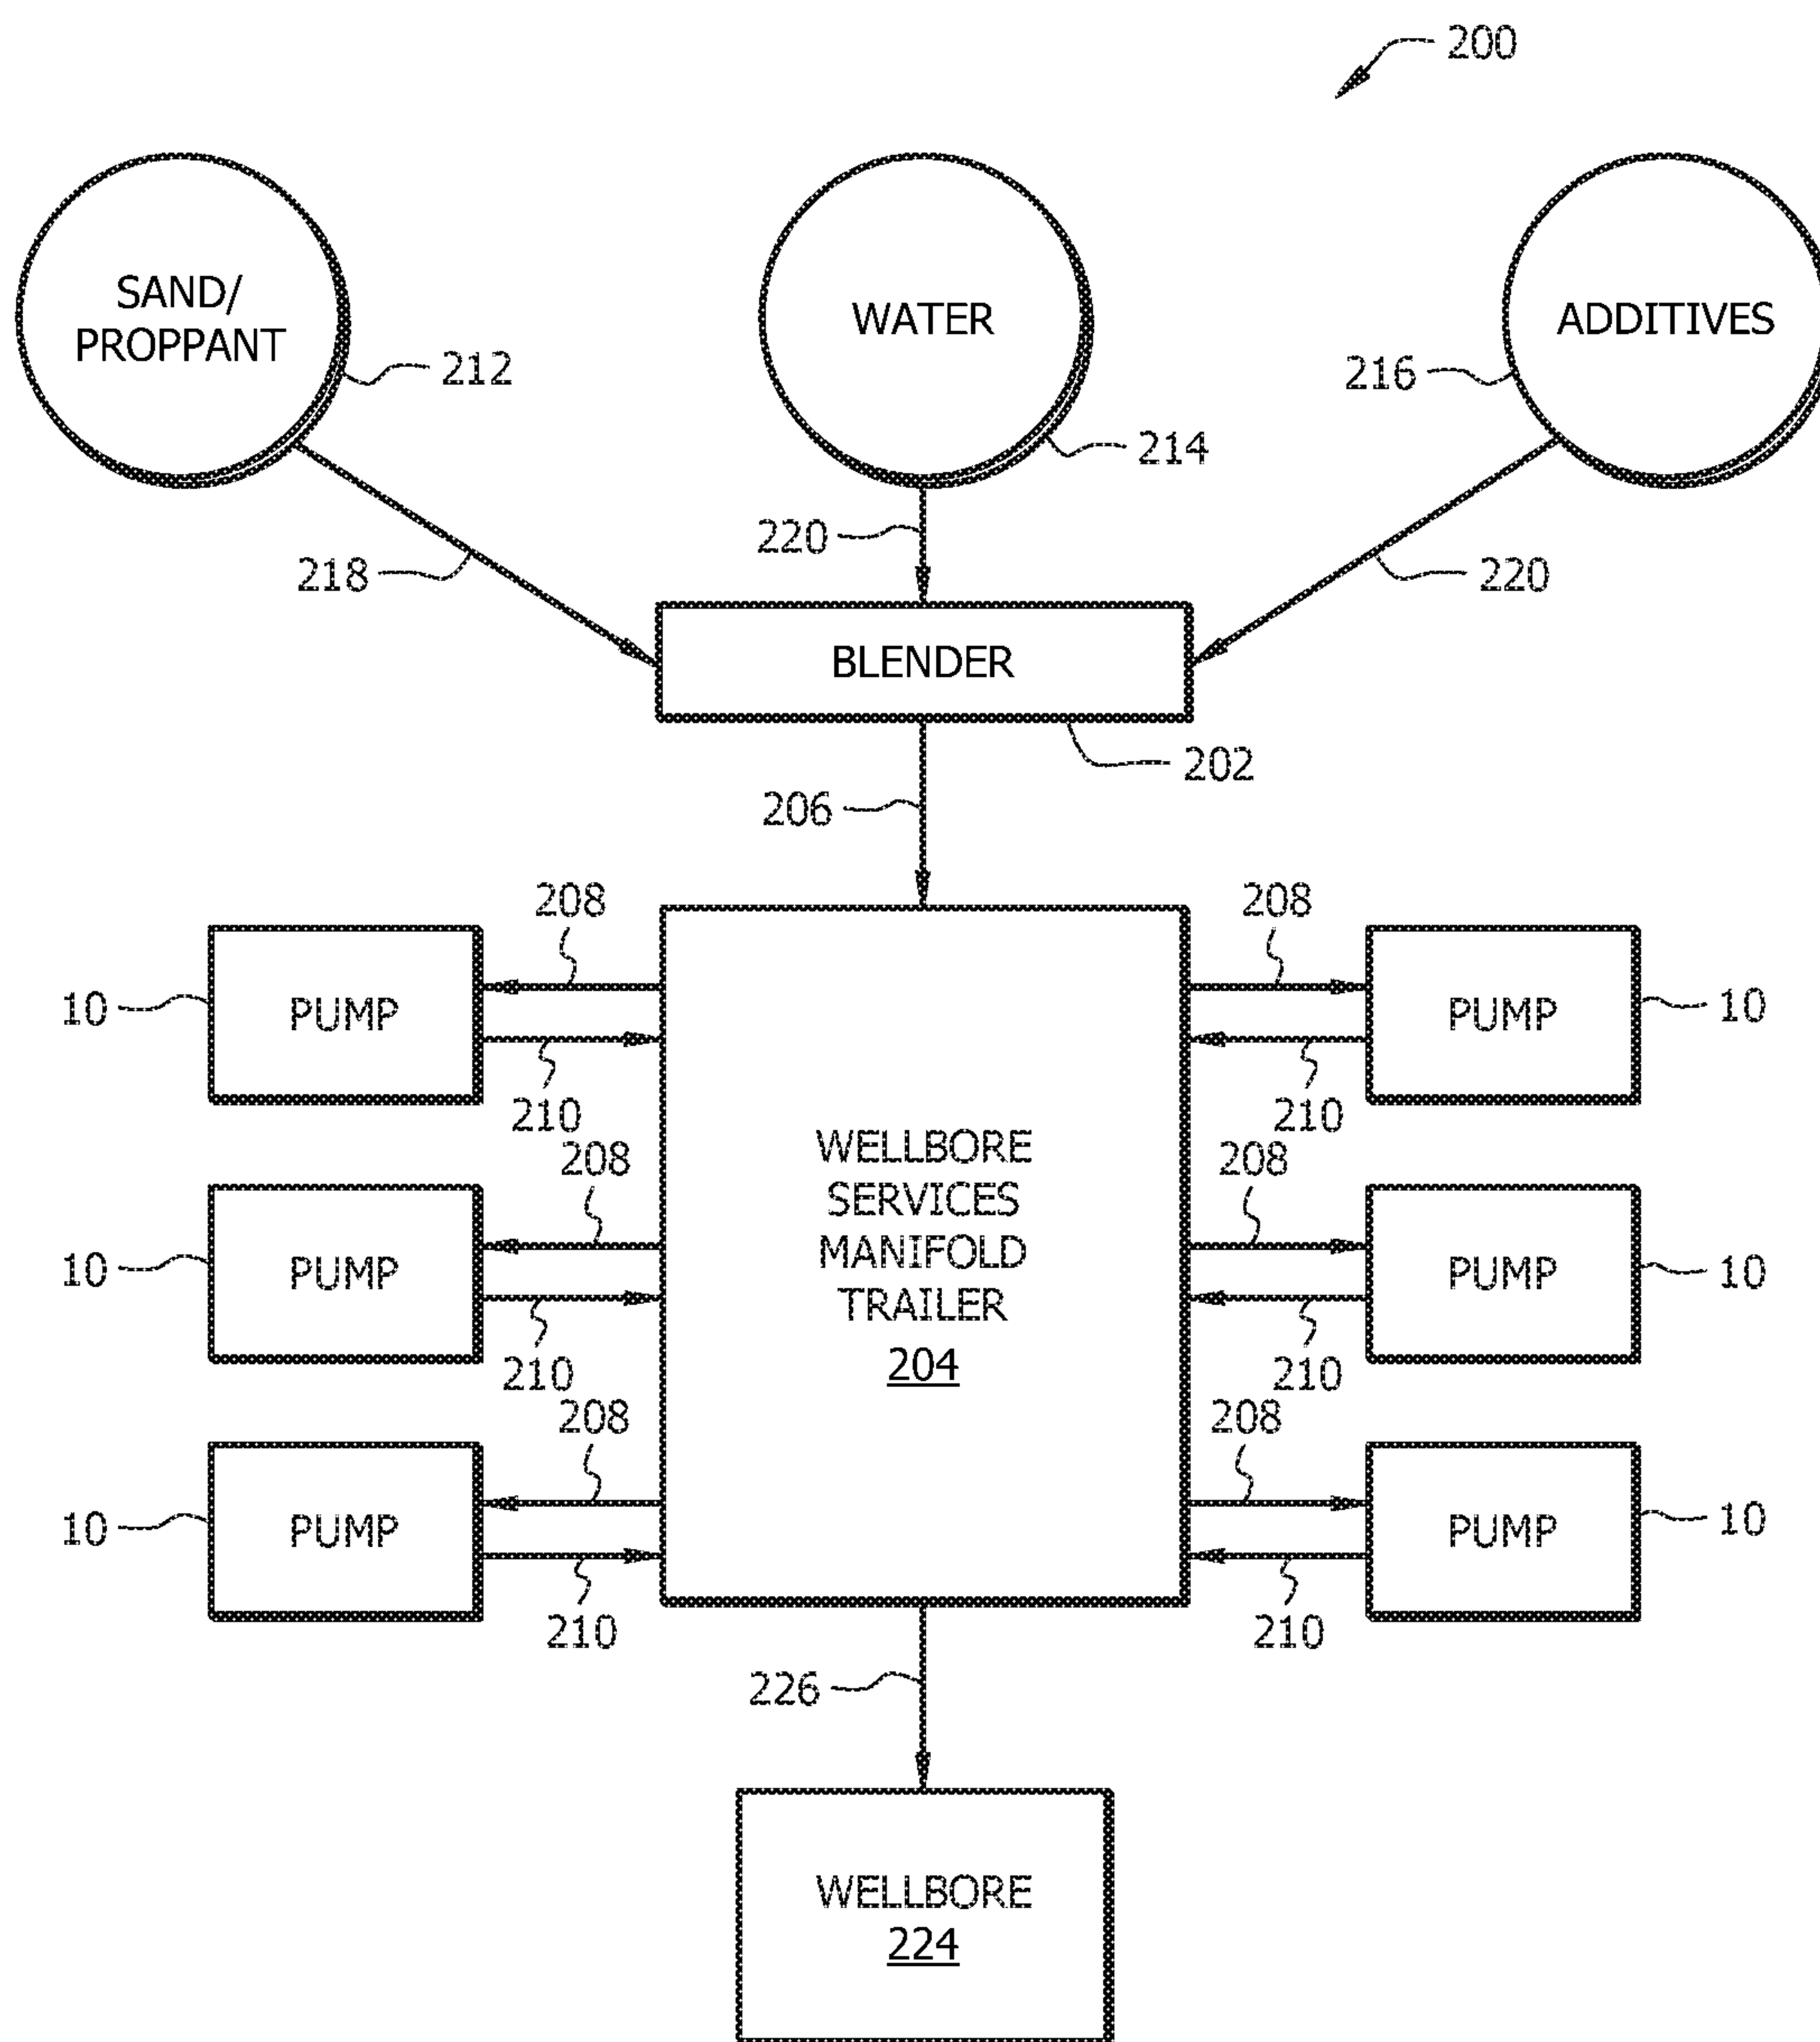 200
SAND/
PROPPANT
212
WATER
214
ADDITIVES
216
218
220
220
BLENDER
202
206
208
208
10
PUMP
PUMP
10
210
210
WELLBORE
SERVICES
MANIFOLD
TRAILER
204
208
208
10
PUMP
PUMP
10
210
210
208
208
10
PUMP
PUMP
10
210
210
226
WELLBORE
224